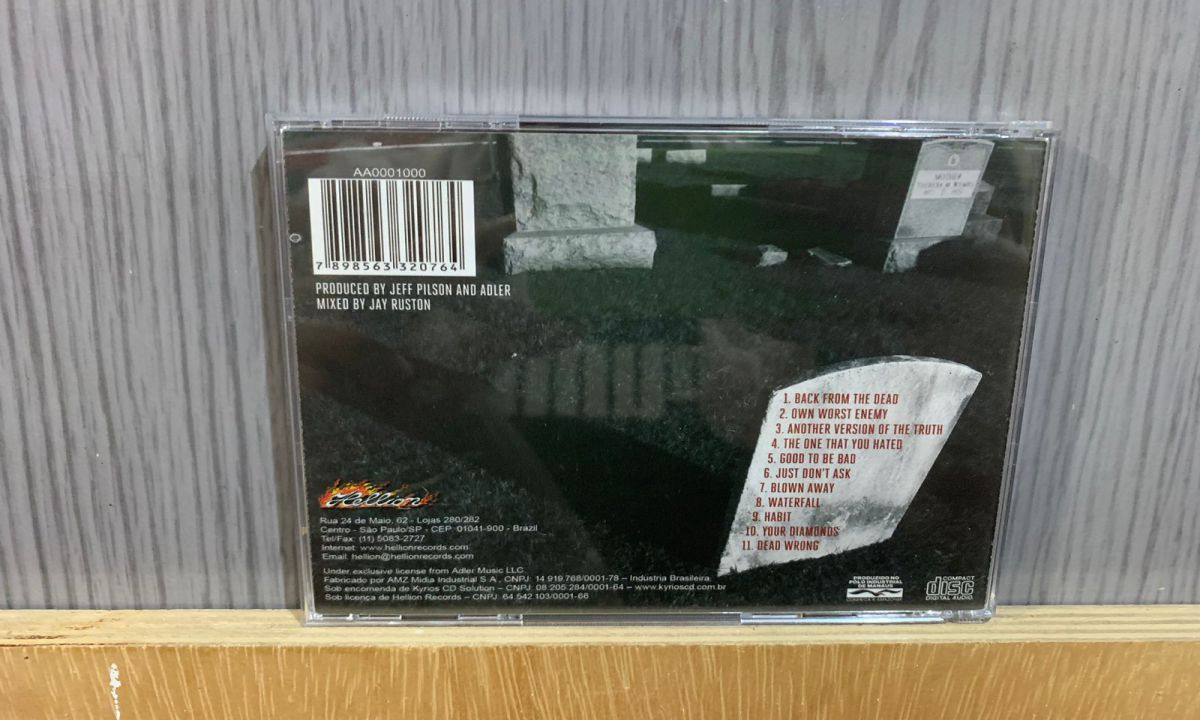 AA0001000
7 898563 320764
PRODUCED BY JEFF PILSON AND ADLER
MIXED BY JAY RUSTON
MOTHER
1. BACK FROM THE DEAD
2. OWN WORST ENEMY
3. ANOTHER VERSION OF THE TRUTH
4. THE ONE THAT YOU HATED
5. GOOD TO BE BAD
6. JUST DON'T ASK
7. BLOWN AWAY
8. WATERFALL
9. HABIT
10. YOUR DIAMONDS
11. DEAD WRONG
Hellion
Rua 24 de Maio, 62 - Lojas 280/282
Centro - São Paulo/SP - CEP 01041-900 - Brazil
Tel/Fax: (11) 5083-2727
Internet: www.hellionrecords.com
Email: hellion@hellionrecords.com
Under exclusive license from Adler Music LLC.
Fabricado por AMZ Midia Industrial S.A., CNPJ: 14 919 768/0001-78 – Indústria Brasileira.
Sob encomenda de Kyrios CD Solution – CNPJ: 08 205 284/0001-64 – www.kyrioscd.com.br
Sob licença de Hellion Records – CNPJ: 64 542 103/0001-66
PRODUZIDO NO
POLO INDUSTRIAL
DE MANAUS
CONHEÇA A AMAZÔNIA
COMPACT
disc
DIGITAL AUDIO